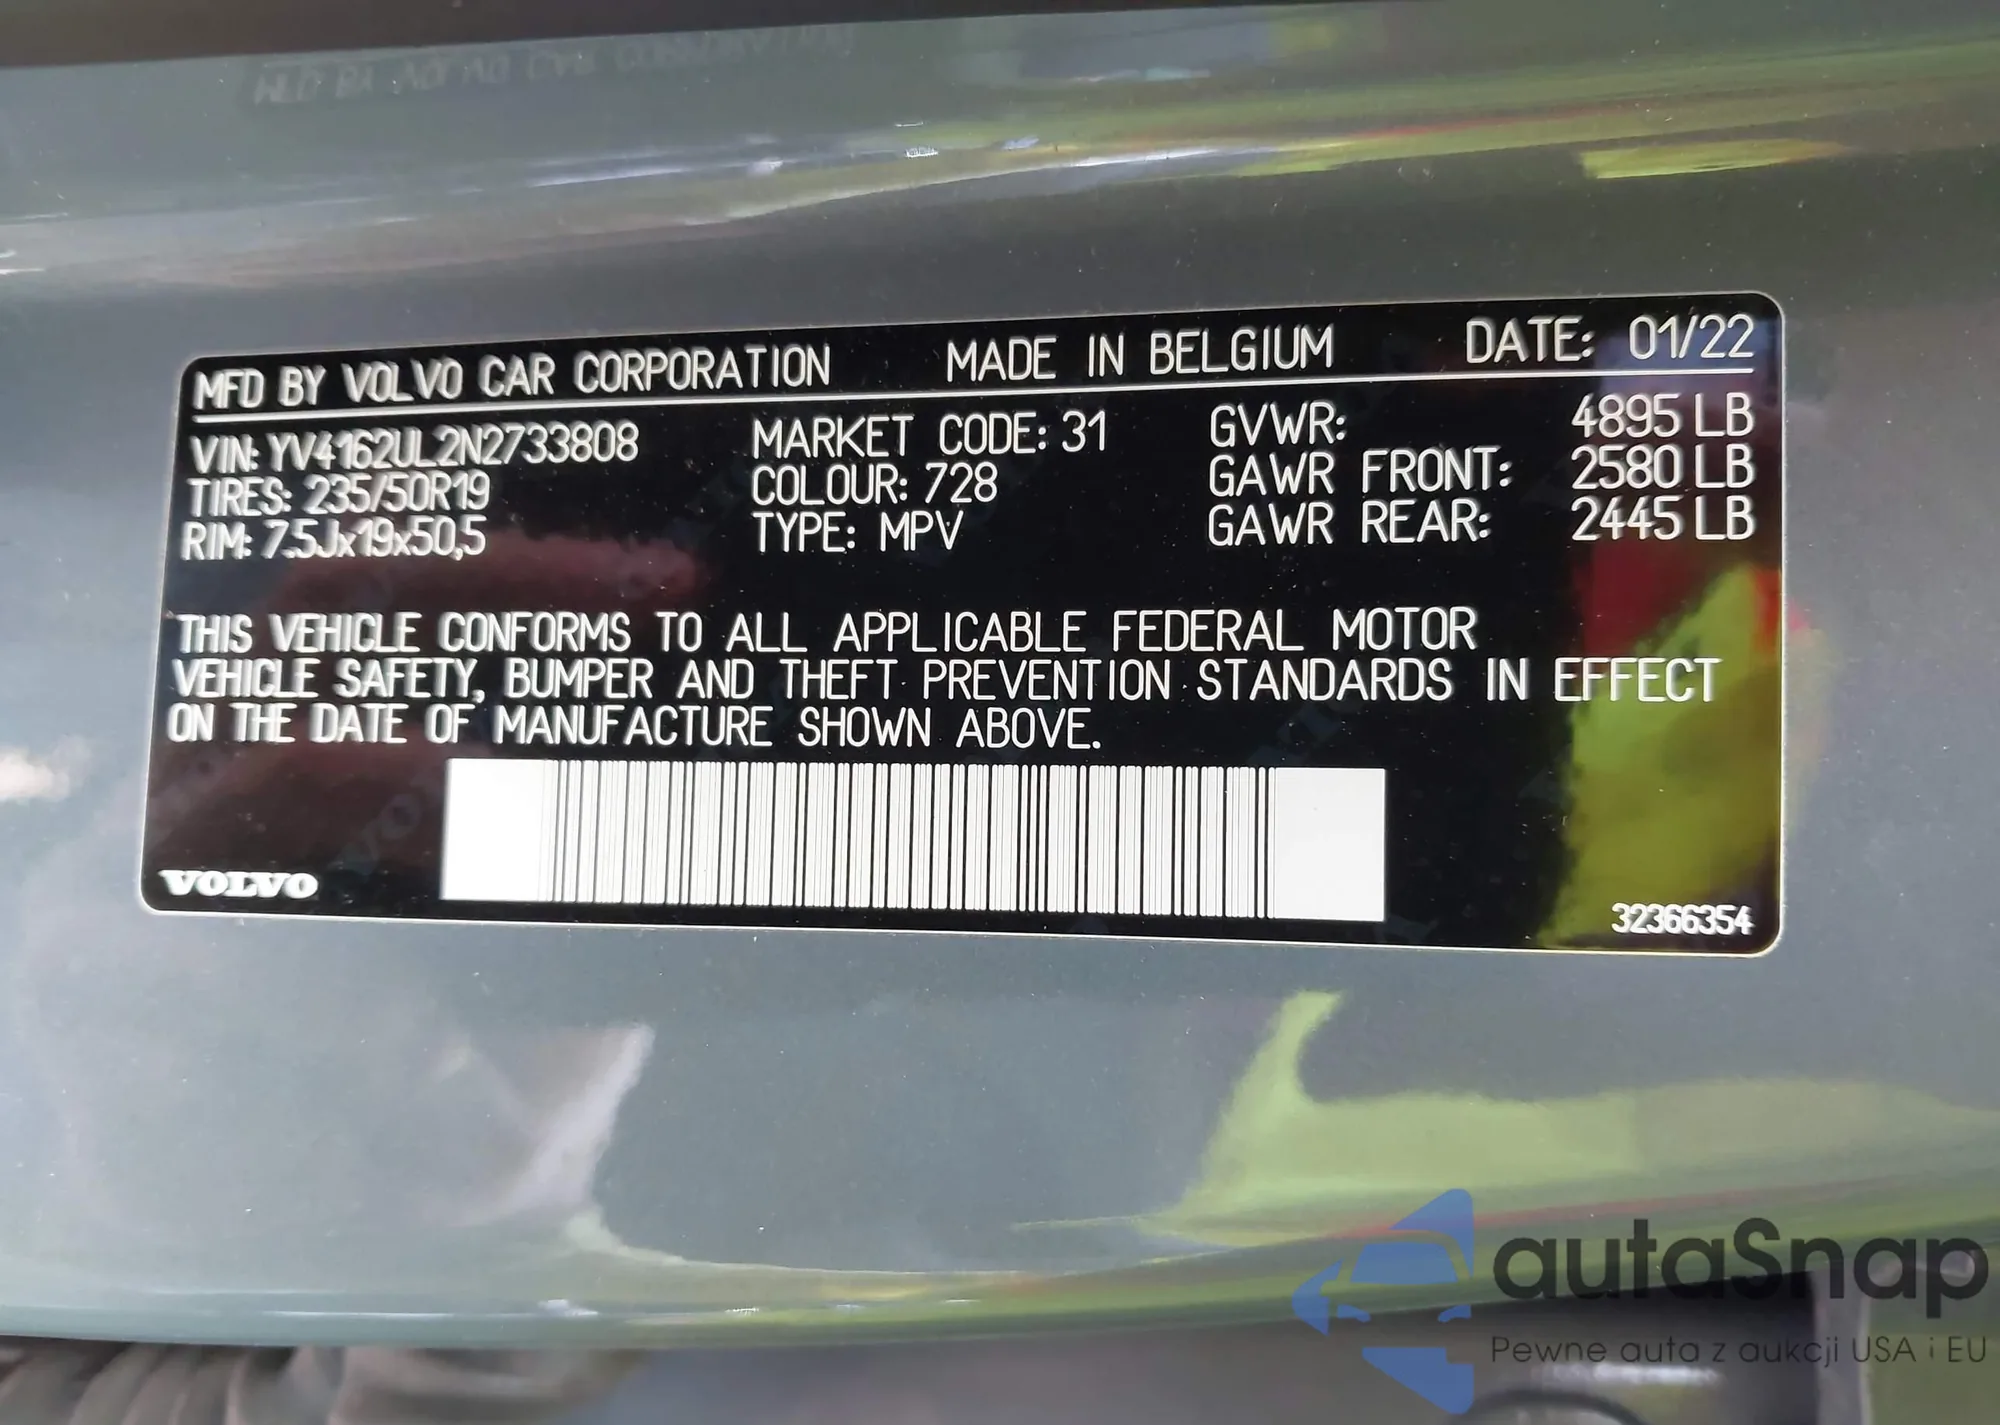 MFD BY VOLVO CAR CORPORATION MADE IN BELGIUM DATE: 01/22
VIN: YV4162UL2N2733808 MARKET CODE: 31 GVWR: 4895 LB
TIRES: 235/50R19 COLOUR: 728 GAWR FRONT: 2580 LB
RIM: 7.5Jx19x50,5 TYPE: MPV GAWR REAR: 2445 LB
THIS VEHICLE CONFORMS TO ALL APPLICABLE FEDERAL MOTOR
VEHICLE SAFETY, BUMPER AND THEFT PREVENTION STANDARDS IN EFFECT
ON THE DATE OF MANUFACTURE SHOWN ABOVE.
VOLVO
32366354
autaSnap
Pewne auta z aukcji USA i EU